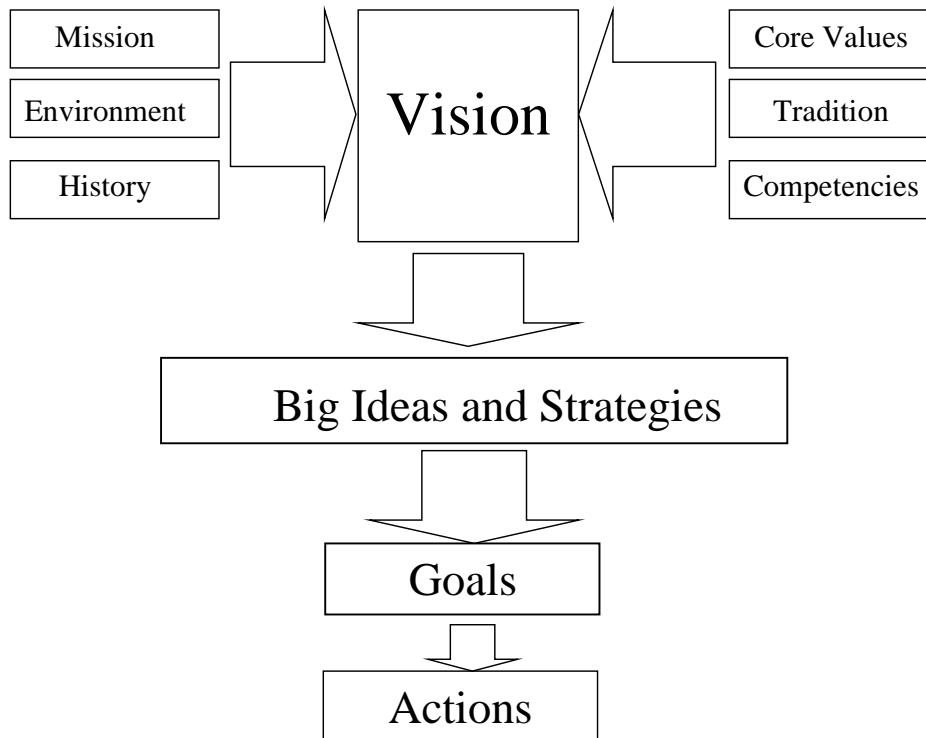 Mission
Environment
History
Vision
Core Values
Tradition
Competencies
Big Ideas and Strategies
Goals
Actions